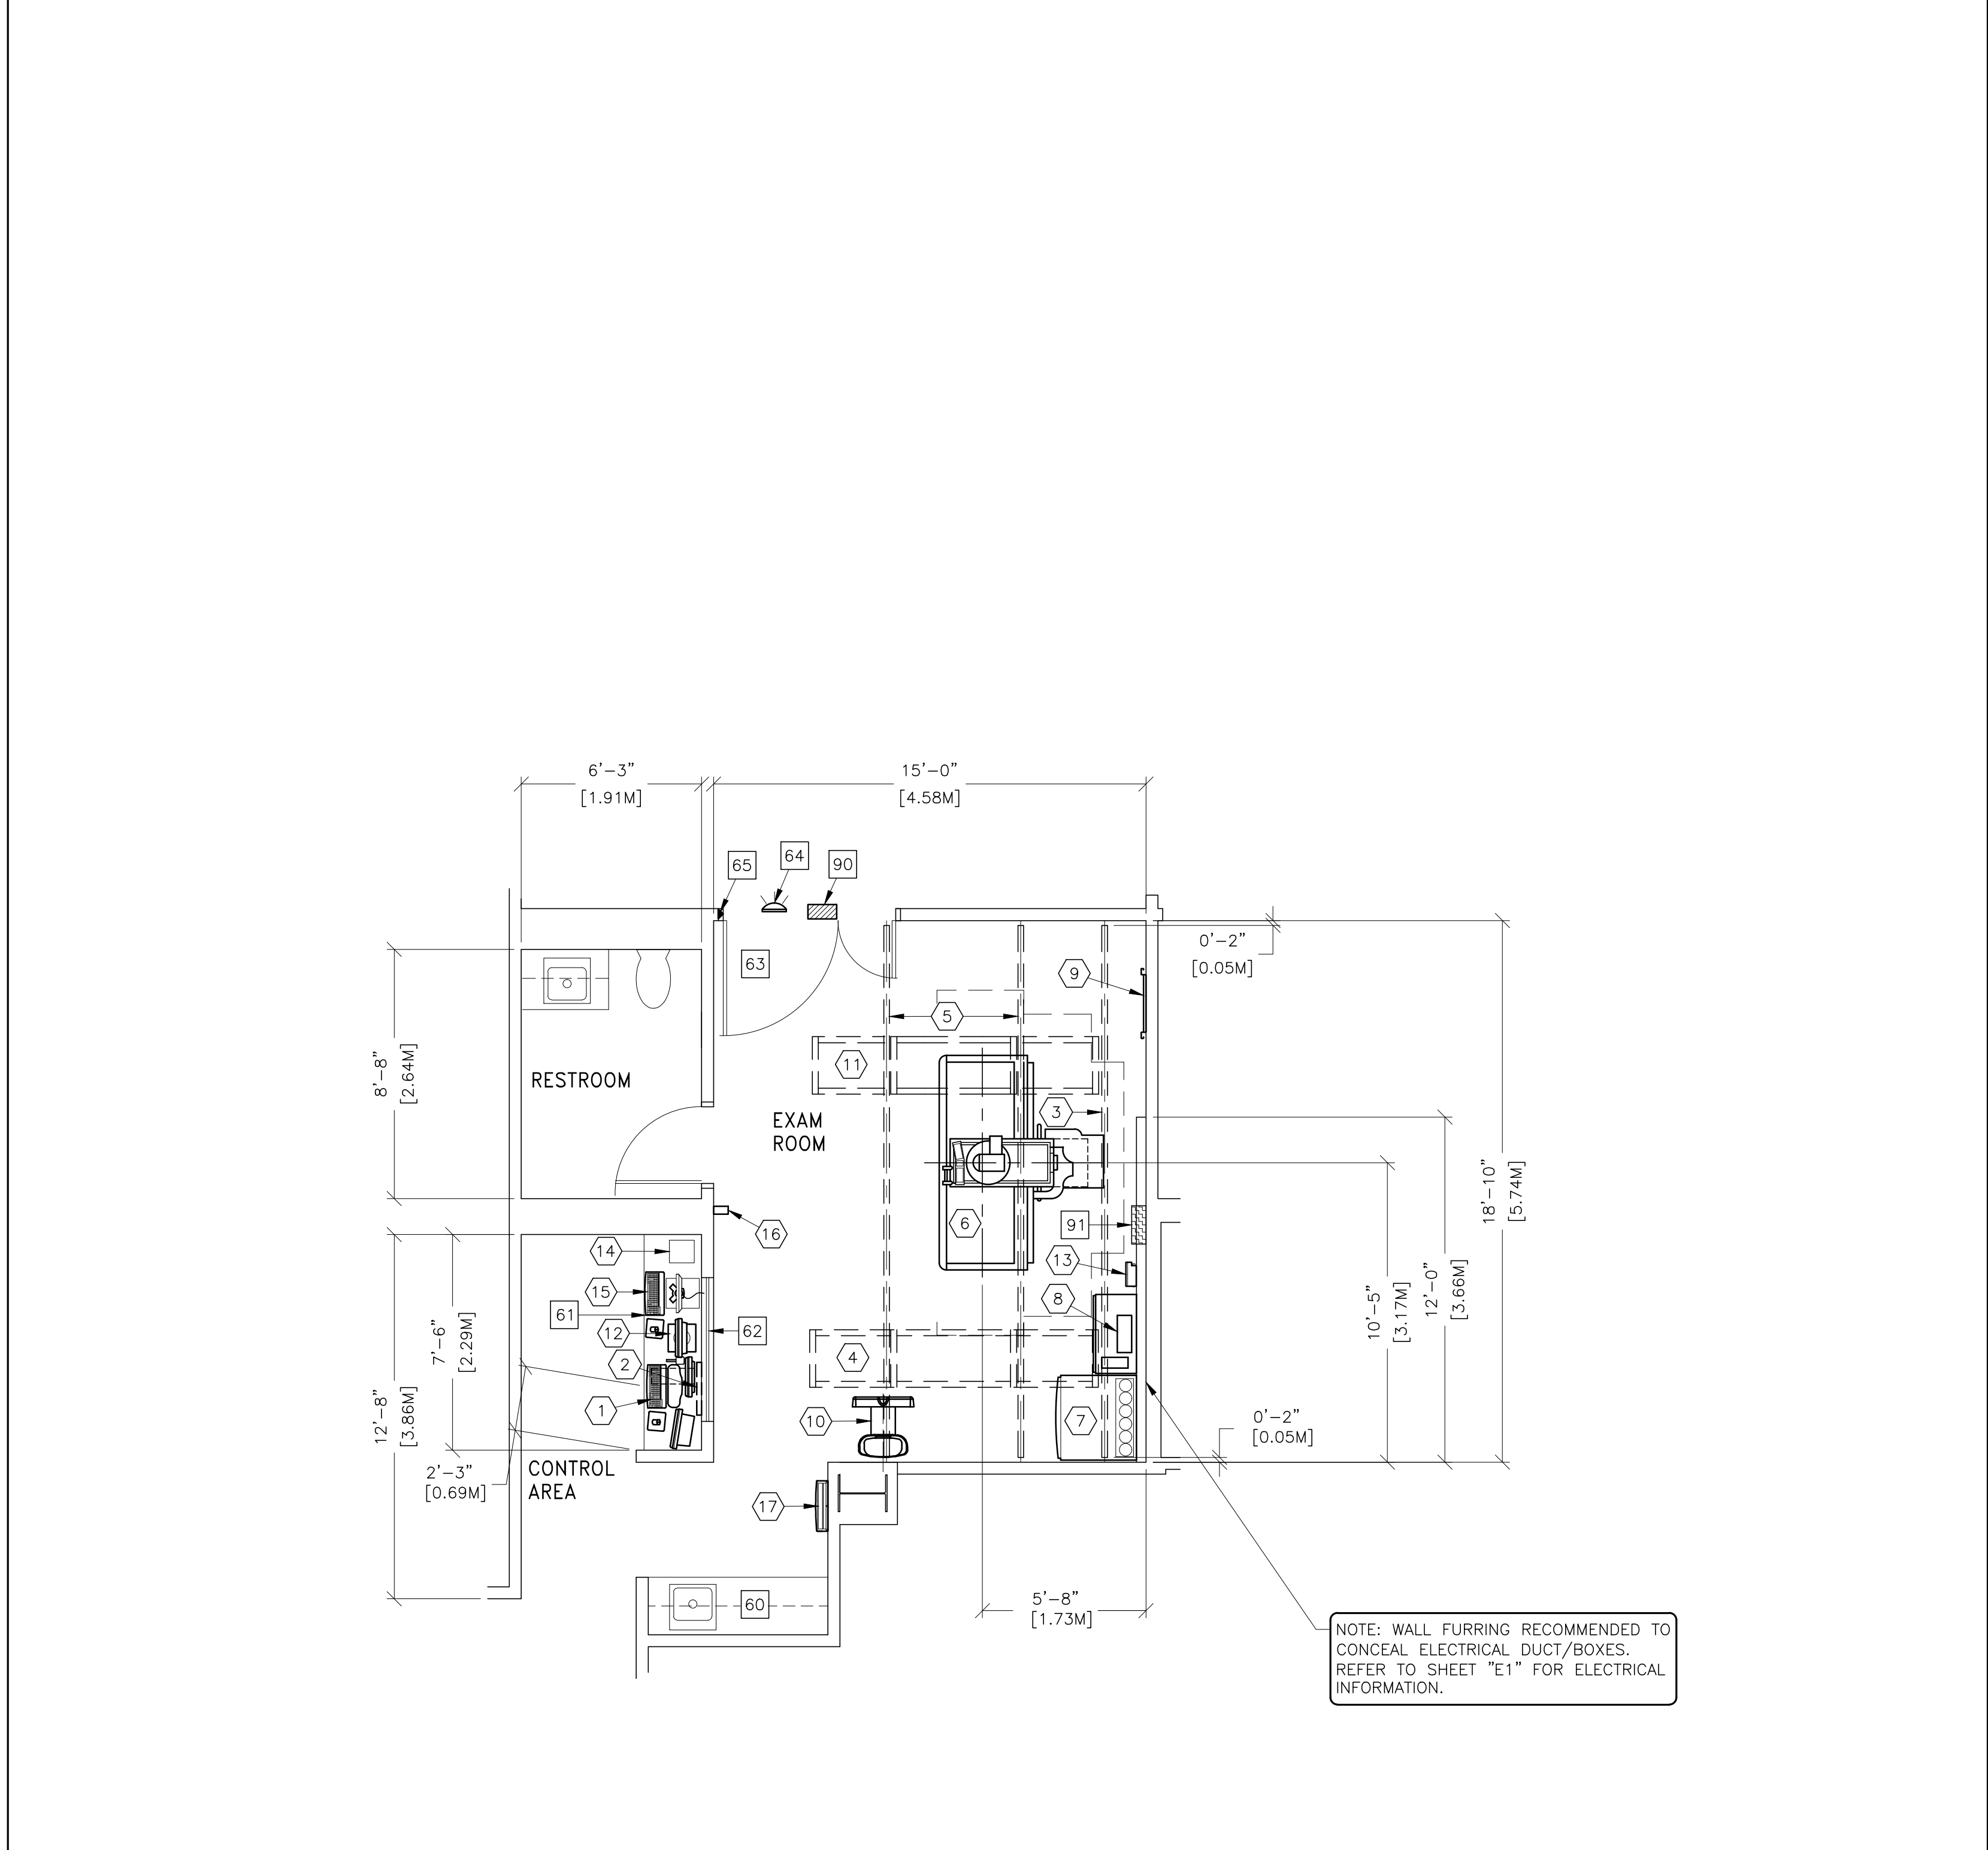 6'-3"
[1.91M]
15'-0"
[4.58M]
65
64
90
63
0'-2"
[0.05M]
9
5
11
8'-8"
[2.64M]
RESTROOM
EXAM
ROOM
3
18'-10"
[5.74M]
6
91
16
14
13
15
8
61
12
62
10'-5"
[3.17M]
12'-0"
[3.66M]
7'-6"
[2.29M]
2
4
1
10
7
12'-8"
[3.86M]
0'-2"
[0.05M]
2'-3"
[0.69M]
CONTROL
AREA
17
60
5'-8"
[1.73M]
NOTE: WALL FURRING RECOMMENDED TO
CONCEAL ELECTRICAL DUCT/BOXES.
REFER TO SHEET "E1" FOR ELECTRICAL
INFORMATION.